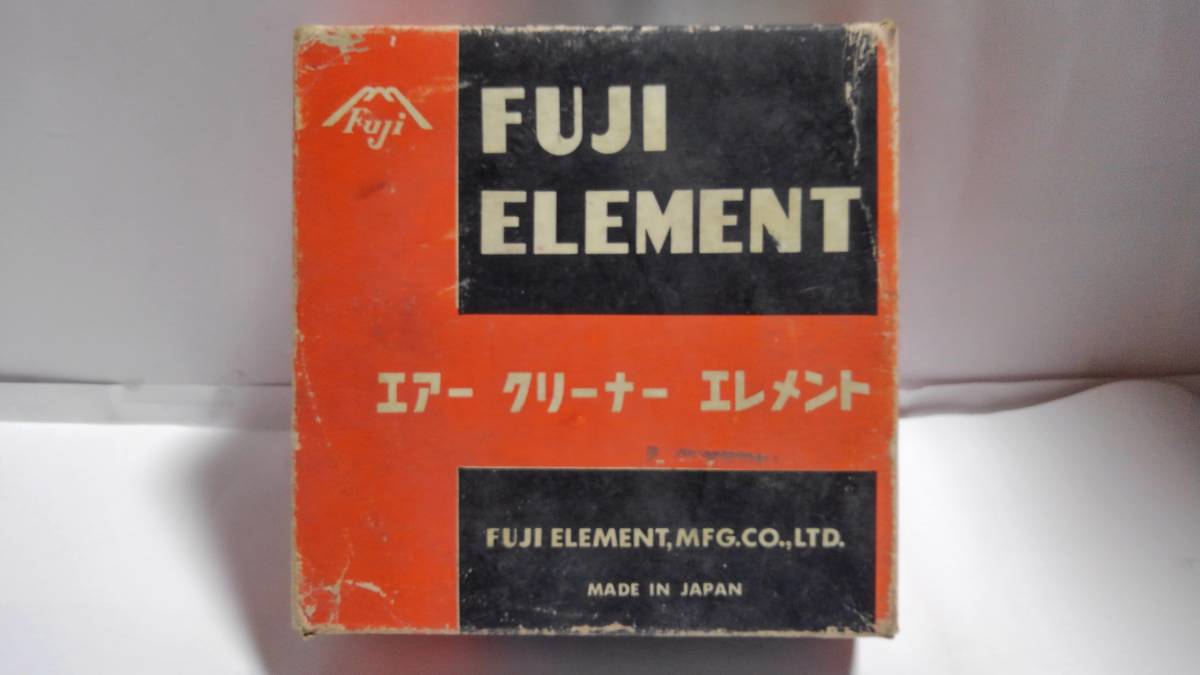 Fuji
FUJI
ELEMENT
エアー クリーナー エレメント
FUJI ELEMENT,MFG.CO.,LTD.
MADE IN JAPAN